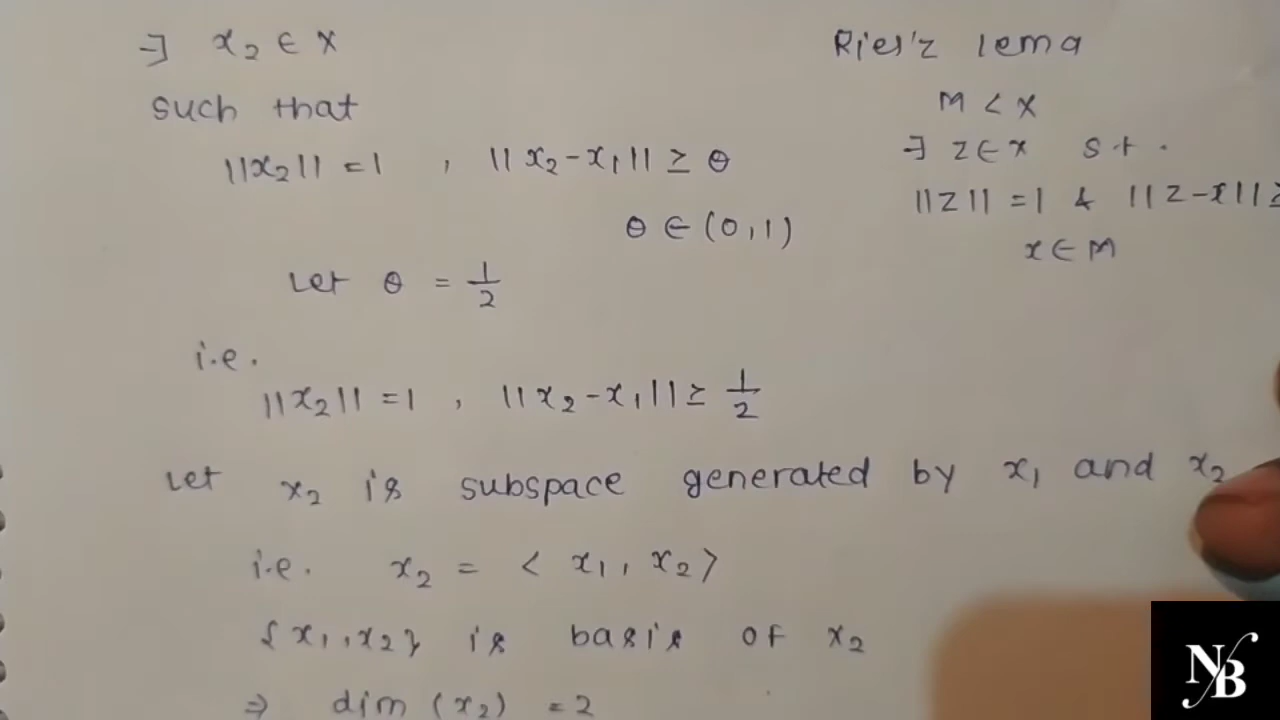 ∃ x₂ ∈ X
such that
||x₂|| = 1 , ||x₂ - x₁|| ≥ θ
θ ∈ (0,1)
Let θ = 1/2
i.e.
||x₂|| = 1 , ||x₂ - x₁|| ≥ 1/2
Let x₂ is subspace generated by x₁ and x₂
i.e. x₂ = < x₁, x₂ >
{x₁, x₂} is basis of x₂
⇒ dim (x₂) = 2
Ries'z lema
M < X
∃ z ∈ x s.t.
||z|| = 1 & ||z - x|| ≥
x ∈ M
NB